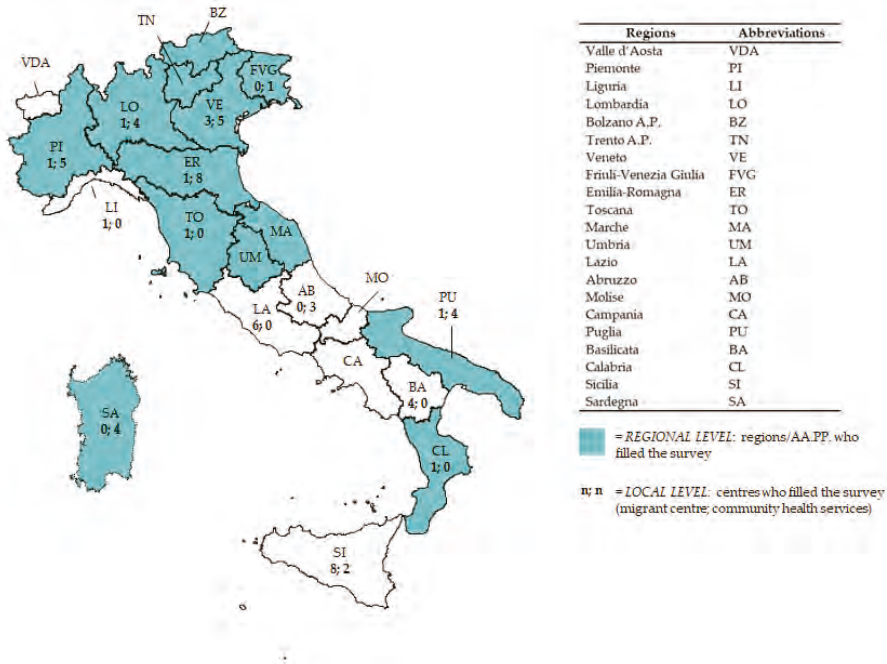 BZ
TN
VDA
FVG
0; 1
LO
1; 4
VE
3; 5
PI
1; 5
ER
1; 8
LI
1; 0
TO
1; 0
MA
UM
AB
0; 3
MO
LA
6; 0
PU
1; 4
CA
BA
4; 0
SA
0; 4
CL
1; 0
SI
8; 2
Regions Abbreviations
Valle d'Aosta VDA
Piemonte PI
Liguria LI
Lombardia LO
Bolzano A.P. BZ
Trento A.P. TN
Veneto VE
Friuli-Venezia Giulia FVG
Emilia-Romagna ER
Toscana TO
Marche MA
Umbria UM
Lazio LA
Abruzzo AB
Molise MO
Campania CA
Puglia PU
Basilicata BA
Calabria CL
Sicilia SI
Sardegna SA
= REGIONAL LEVEL: regions/AA.PP. who
filled the survey
n; n = LOCAL LEVEL: centres who filled the survey
(migrant centre; community health services)